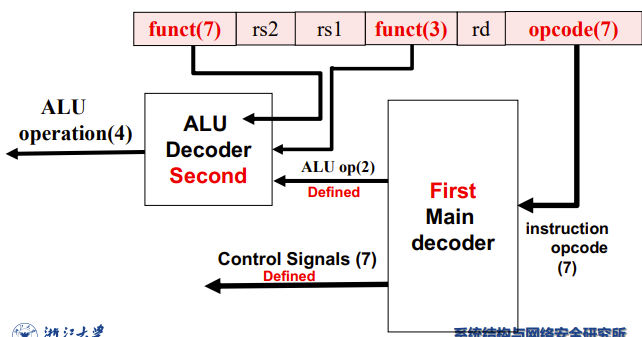 funct(7) rs2 rs1 funct(3) rd opcode(7)
ALU
operation(4)
ALU
Decoder
Second
ALU op(2)
Defined
First
Main
decoder
instruction
opcode
(7)
Control Signals (7)
Defined
浙江大学
系统结构与网络安全研究所